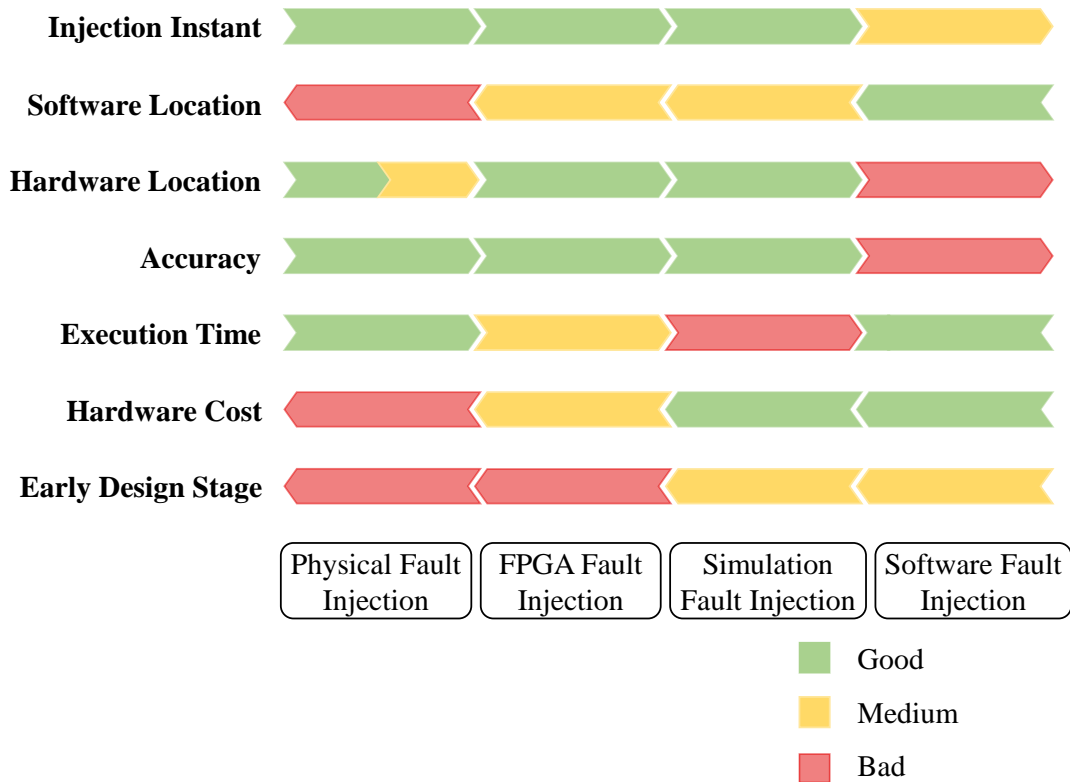 Injection Instant
Software Location
Hardware Location
Accuracy
Execution Time
Hardware Cost
Early Design Stage
Physical Fault
Injection
FPGA Fault
Injection
Simulation
Fault Injection
Software Fault
Injection
Good
Medium
Bad